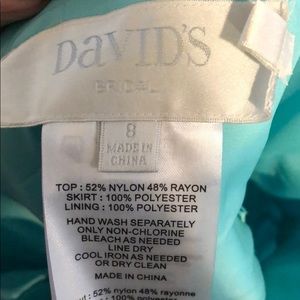 DAVID'S
BRIDAL
8
MADE IN
CHINA
TOP : 52% NYLON 48% RAYON
SKIRT : 100% POLYESTER
LINING : 100% POLYESTER
HAND WASH SEPARATELY
ONLY NON-CHLORINE
BLEACH AS NEEDED
LINE DRY
COOL IRON AS NEEDED
OR DRY CLEAN
MADE IN CHINA
52% nylon 48% rayonne
100% polyester